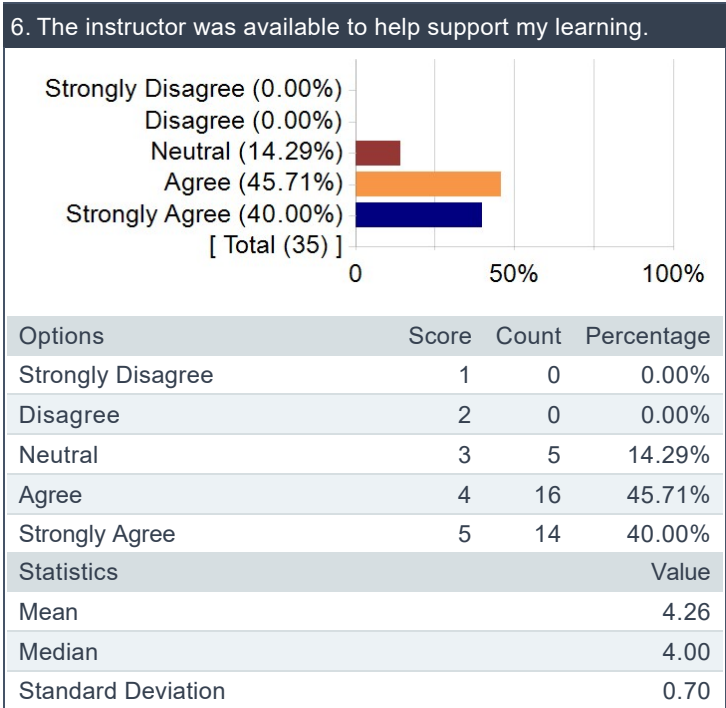 6. The instructor was available to help support my learning.
Strongly Disagree (0.00%)
Disagree (0.00%)
Neutral (14.29%)
Agree (45.71%)
Strongly Agree (40.00%)
[ Total (35) ]
0 50% 100%
Options Score Count Percentage
Strongly Disagree 1 0 0.00%
Disagree 2 0 0.00%
Neutral 3 5 14.29%
Agree 4 16 45.71%
Strongly Agree 5 14 40.00%
Statistics Value
Mean 4.26
Median 4.00
Standard Deviation 0.70